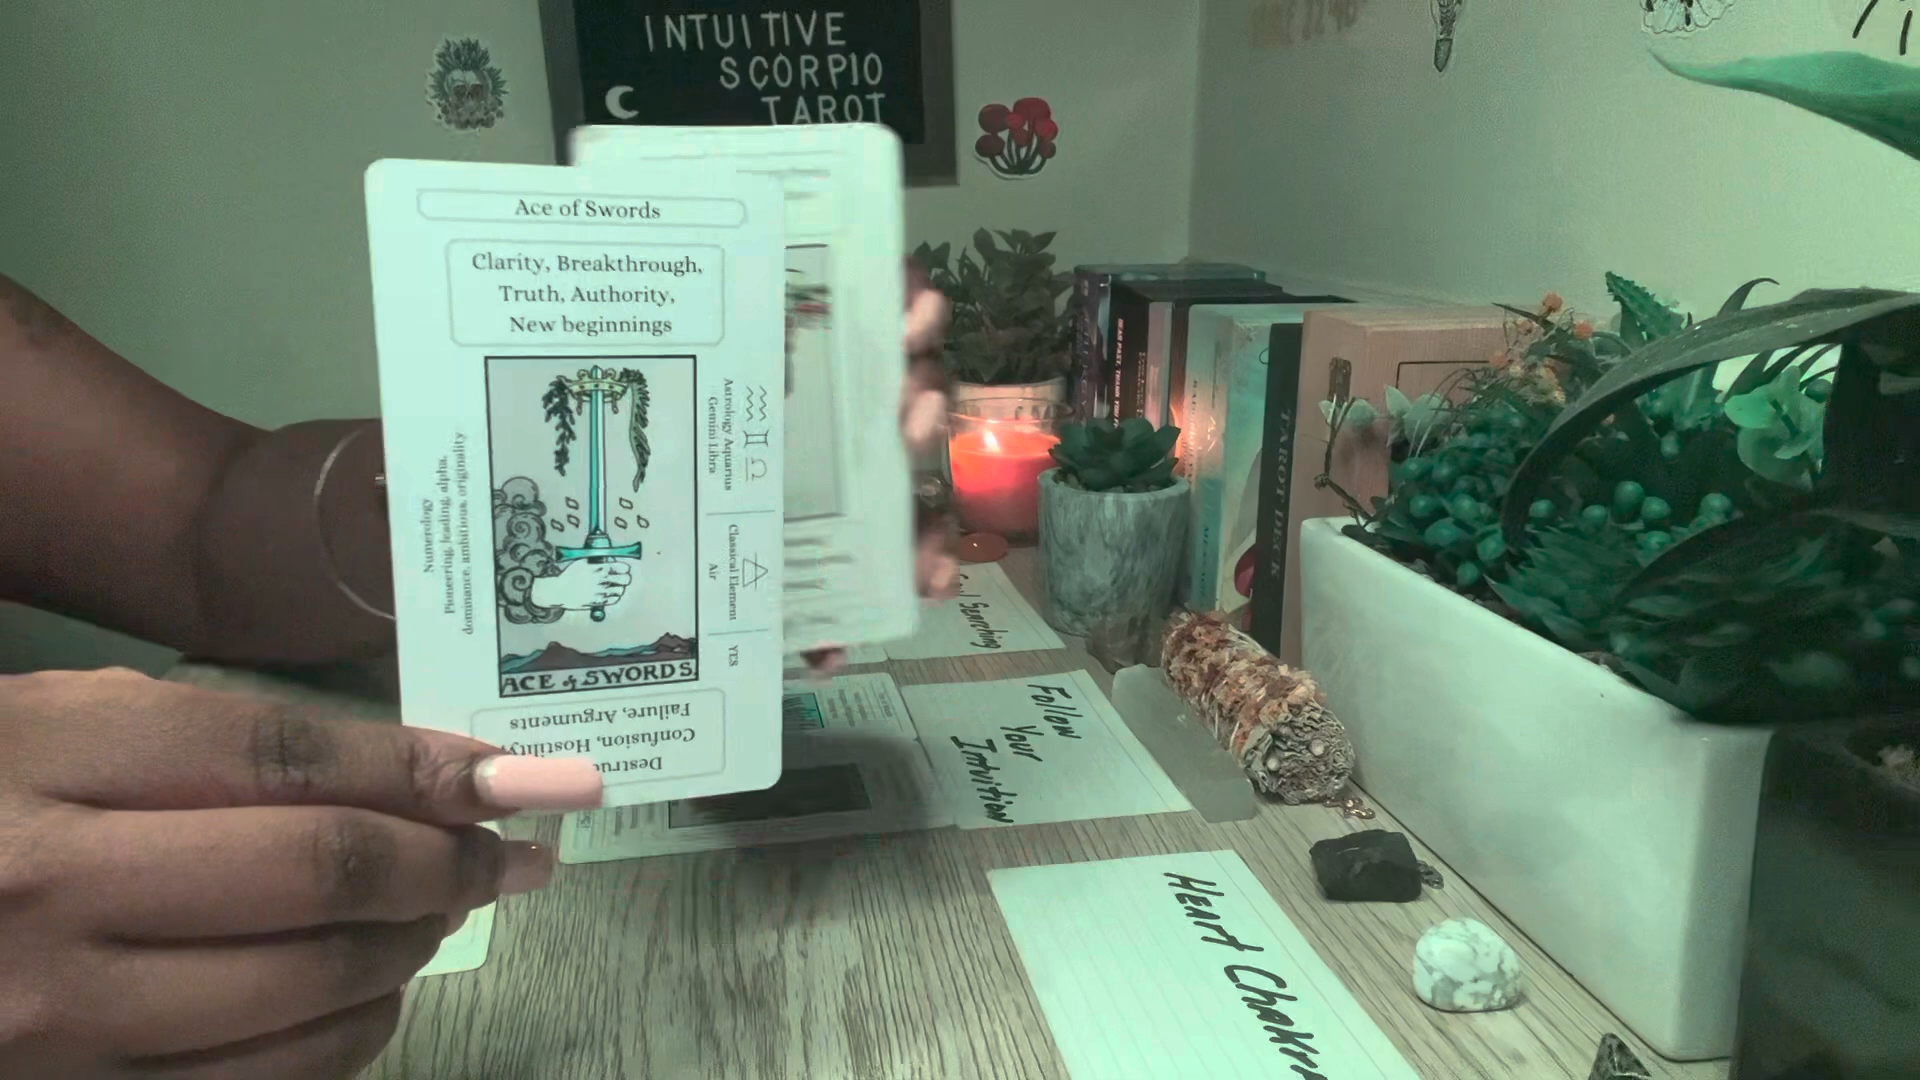 INTUITIVE
SCORPIO
TAROT
Ace of Swords
Clarity, Breakthrough,
Truth, Authority,
New beginnings
Numerology
Pioneering, leading, alpha,
dominance, ambitious, originality
Astrology Aquarius
Gemini Libra
Classical Element
Air
YES
ACE of SWORDS.
Failure, Arguments
Confusion, Hostility,
TAROT DECK
Searching
Follow
Your
Intuition
Heart Chakra